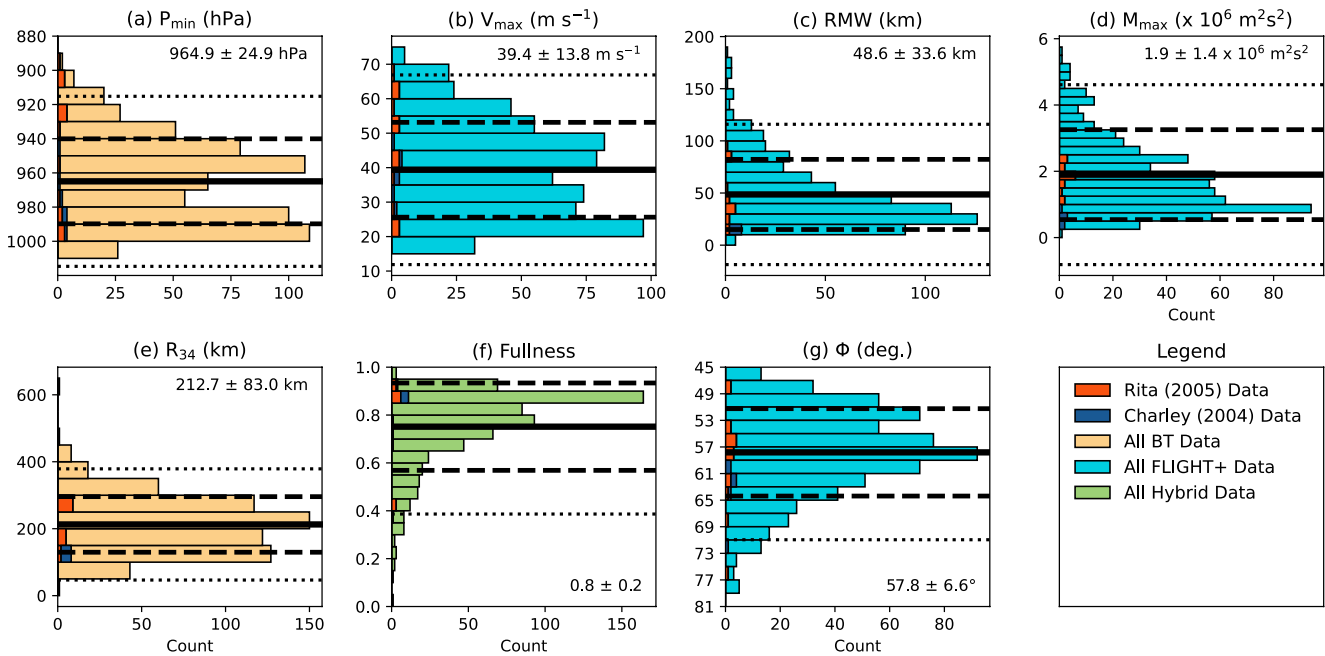 (a) P_min (hPa)
964.9 ± 24.9 hPa
880
900
920
940
960
980
1000
0 25 50 75 100
(b) V_max (m s⁻¹)
39.4 ± 13.8 m s⁻¹
70
60
50
40
30
20
10
0 25 50 75 100
(c) RMW (km)
48.6 ± 33.6 km
200
150
100
50
0
0 50 100
(d) M_max (x 10⁶ m²s²)
1.9 ± 1.4 x 10⁶ m²s²
6
4
2
0
0 20 40 60 80
Count
(e) R₃₄ (km)
212.7 ± 83.0 km
600
400
200
0
0 50 100 150
Count
(f) Fullness
1.0
0.8
0.6
0.4
0.2
0.0
0.8 ± 0.2
0 50 100 150
Count
(g) Φ (deg.)
45
49
53
57
61
65
69
73
77
81
57.8 ± 6.6°
0 20 40 60 80
Count
Legend
Rita (2005) Data
Charley (2004) Data
All BT Data
All FLIGHT+ Data
All Hybrid Data